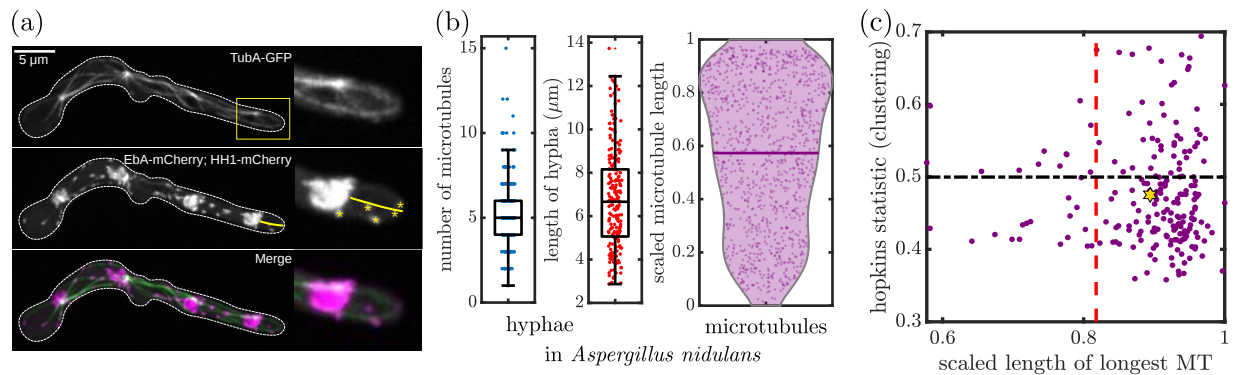 (a)
5 µm
TubA-GFP
EbA-mCherry; HH1-mCherry
Merge
(b)
number of microtubules
15
10
5
0
length of hypha (µm)
14
12
10
8
6
4
2
hyphae
scaled microtubule length
1
0.8
0.6
0.4
0.2
0
microtubules
in Aspergillus nidulans
(c)
hopkins statistic (clustering)
0.7
0.6
0.5
0.4
0.3
0.6
0.8
1
scaled length of longest MT